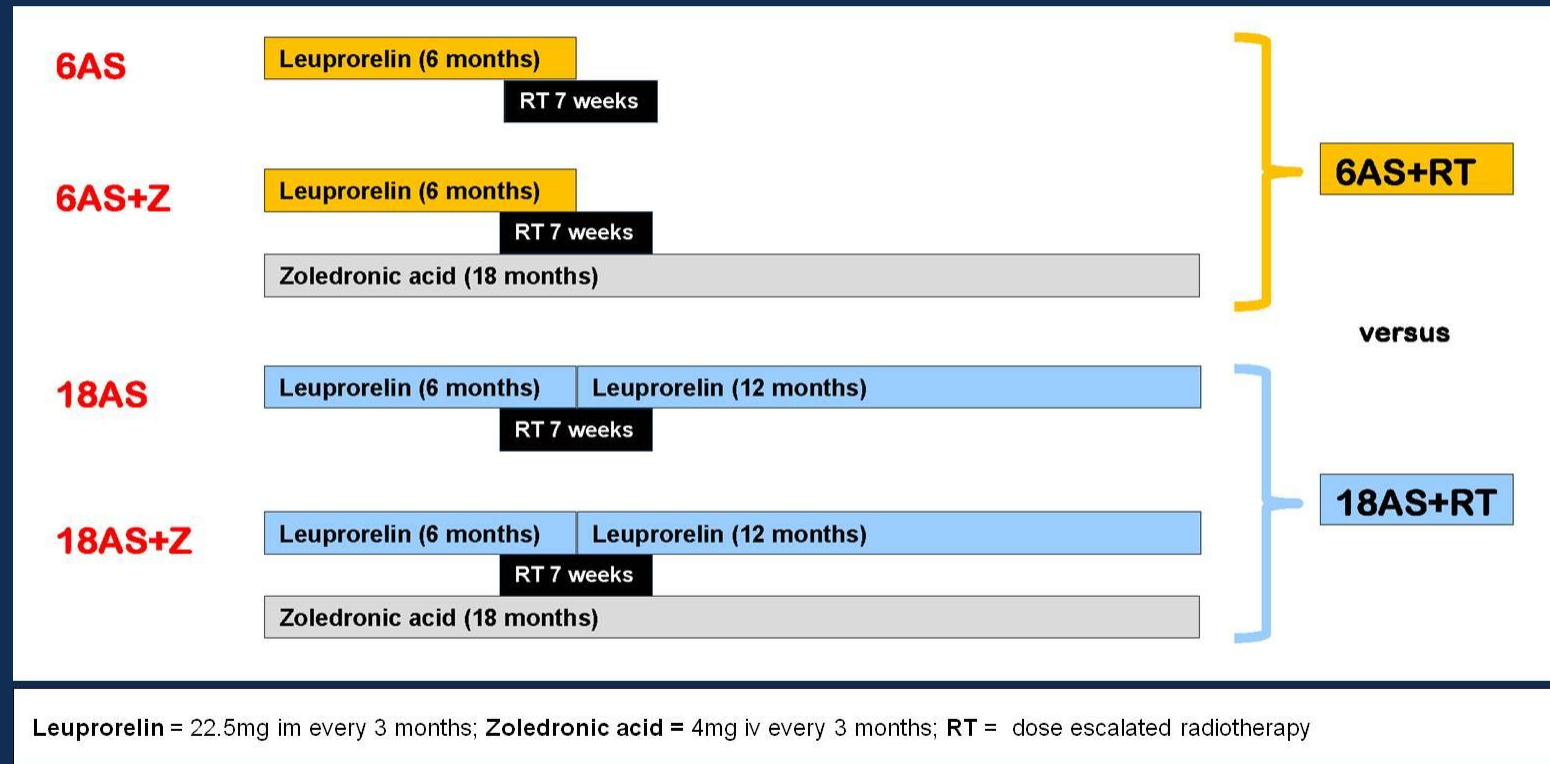 6AS
Leuprorelin (6 months)
RT 7 weeks
6AS+Z
Leuprorelin (6 months)
RT 7 weeks
Zoledronic acid (18 months)
6AS+RT
versus
18AS
Leuprorelin (6 months) Leuprorelin (12 months)
RT 7 weeks
18AS+Z
Leuprorelin (6 months) Leuprorelin (12 months)
RT 7 weeks
Zoledronic acid (18 months)
18AS+RT
Leuprorelin = 22.5mg im every 3 months; Zoledronic acid = 4mg iv every 3 months; RT = dose escalated radiotherapy